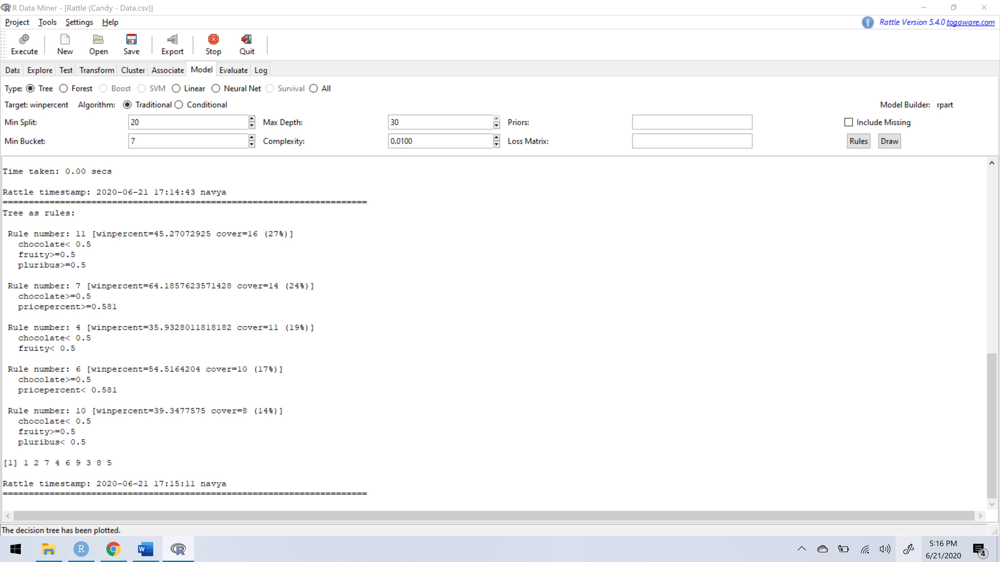 R Data Miner - [Rattle (Candy - Data.csv)]
Project Tools Settings Help
Rattle Version 5.4.0 togaware.com
Execute New Open Save Export Stop Quit
Data Explore Test Transform Cluster Associate Model Evaluate Log
Type: Tree Forest Boost SVM Linear Neural Net Survival All
Target: winpercent Algorithm: Traditional Conditional Model Builder: rpart
Min Split: 20 Max Depth: 30 Priors: Include Missing
Min Bucket: 7 Complexity: 0.0100 Loss Matrix: Rules Draw
Time taken: 0.00 secs
Rattle timestamp: 2020-06-21 17:14:43 navya
======================================================================
Tree as rules:
Rule number: 11 [winpercent=45.27072925 cover=16 (27%)]
chocolate< 0.5
fruity>=0.5
pluribus>=0.5
Rule number: 7 [winpercent=64.1857623571428 cover=14 (24%)]
chocolate>=0.5
pricepercent>=0.581
Rule number: 4 [winpercent=35.9328011818182 cover=11 (19%)]
chocolate< 0.5
fruity< 0.5
Rule number: 6 [winpercent=54.5164204 cover=10 (17%)]
chocolate>=0.5
pricepercent< 0.581
Rule number: 10 [winpercent=39.3477575 cover=8 (14%)]
chocolate< 0.5
fruity>=0.5
pluribus< 0.5
[1] 1 2 7 4 6 9 3 8 5
Rattle timestamp: 2020-06-21 17:15:11 navya
======================================================================
The decision tree has been plotted.
5:16 PM
6/21/2020
4